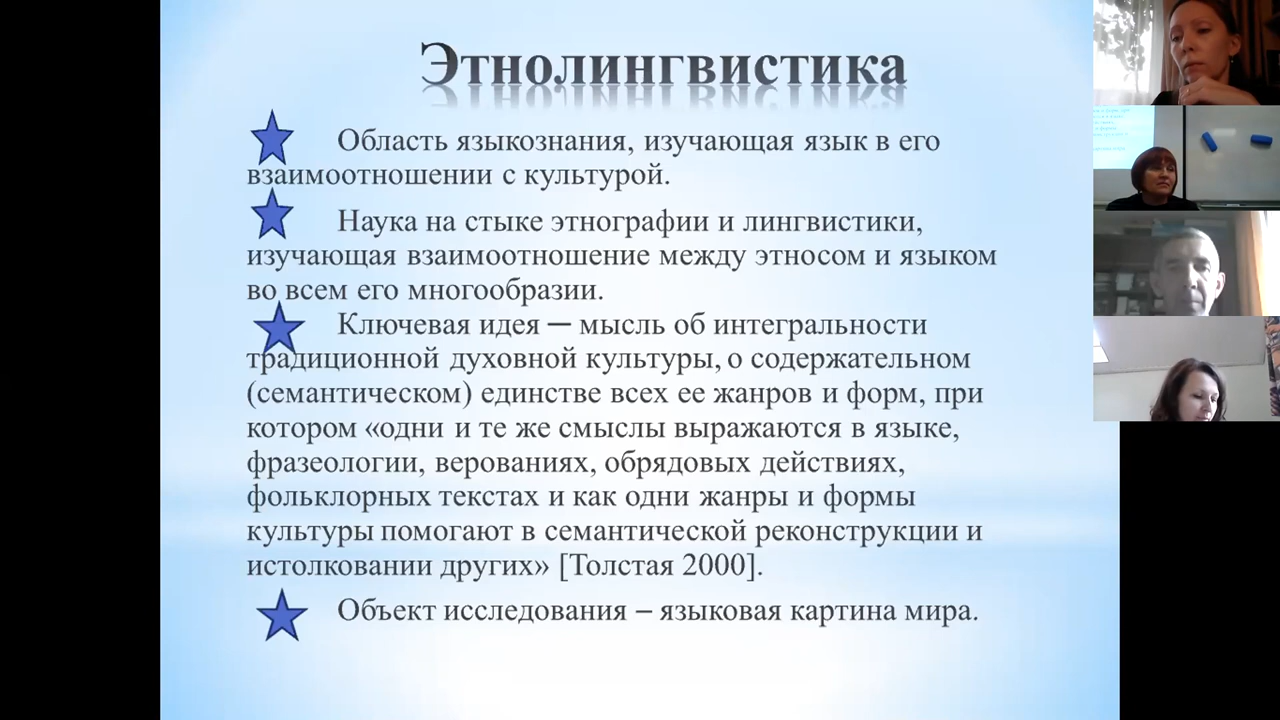 Этнолингвистика
Область языкознания, изучающая язык в его
взаимоотношении с культурой.
Наука на стыке этнографии и лингвистики,
изучающая взаимоотношение между этносом и языком
во всем его многообразии.
Ключевая идея — мысль об интегральности
традиционной духовной культуры, о содержательном
(семантическом) единстве всех ее жанров и форм, при
котором «одни и те же смыслы выражаются в языке,
фразеологии, верованиях, обрядовых действиях,
фольклорных текстах и как одни жанры и формы
культуры помогают в семантической реконструкции и
истолковании других» [Толстая 2000].
Объект исследования – языковая картина мира.